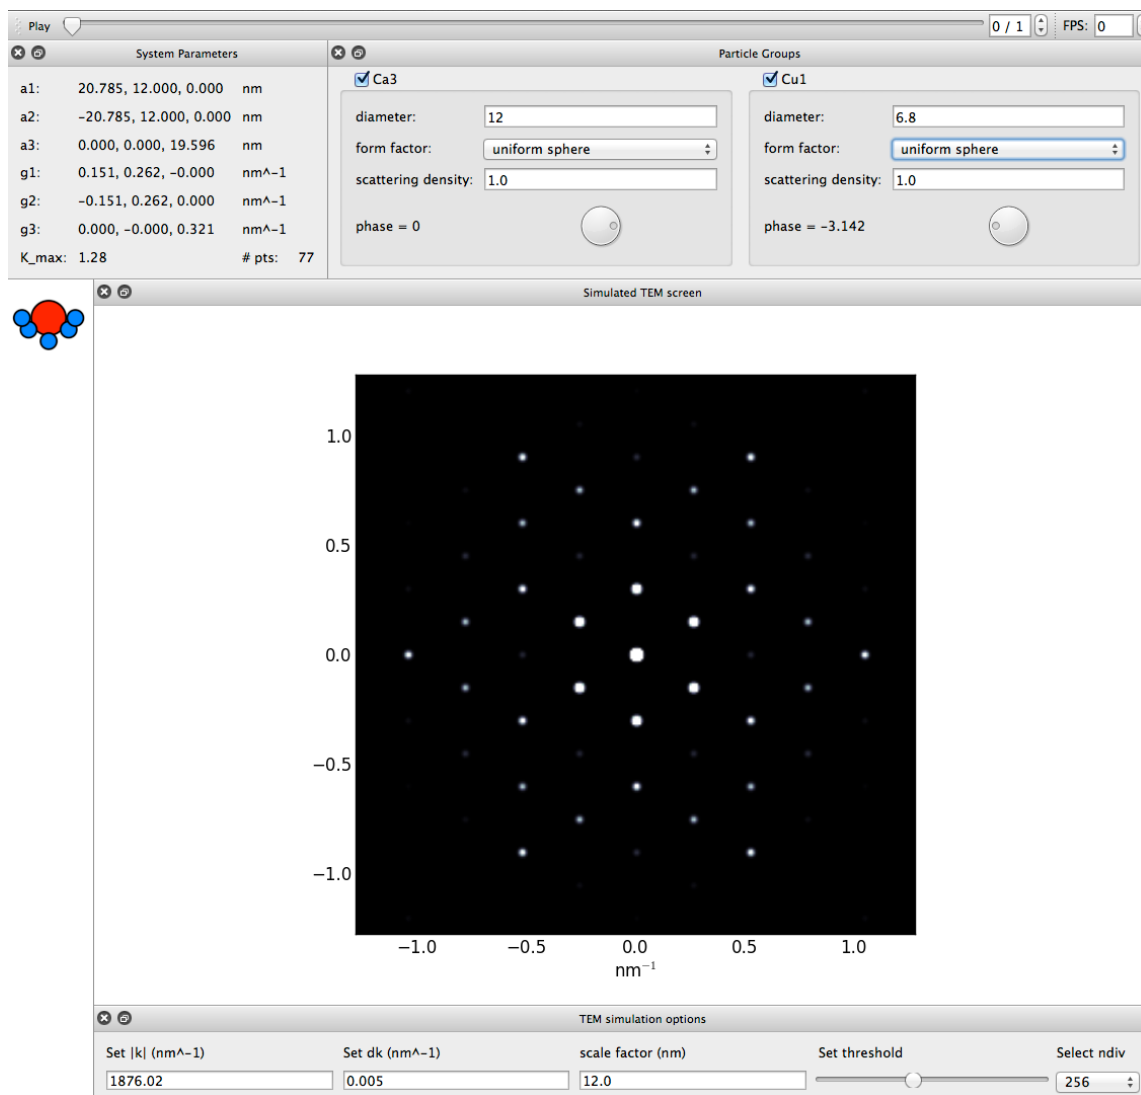 Play 0 / 1 FPS: 0
System Parameters
a1: 20.785, 12.000, 0.000 nm
a2: −20.785, 12.000, 0.000 nm
a3: 0.000, 0.000, 19.596 nm
g1: 0.151, 0.262, −0.000 nm^−1
g2: −0.151, 0.262, 0.000 nm^−1
g3: 0.000, −0.000, 0.321 nm^−1
K_max: 1.28 # pts: 77
Particle Groups
Ca3
diameter: 12
form factor: uniform sphere
scattering density: 1.0
phase = 0
Cu1
diameter: 6.8
form factor: uniform sphere
scattering density: 1.0
phase = −3.142
Simulated TEM screen
1.0
0.5
0.0
−0.5
−1.0
−1.0 −0.5 0.0 0.5 1.0
nm⁻¹
TEM simulation options
Set |k| (nm^−1) Set dk (nm^−1) scale factor (nm) Set threshold Select ndiv
1876.02 0.005 12.0 256